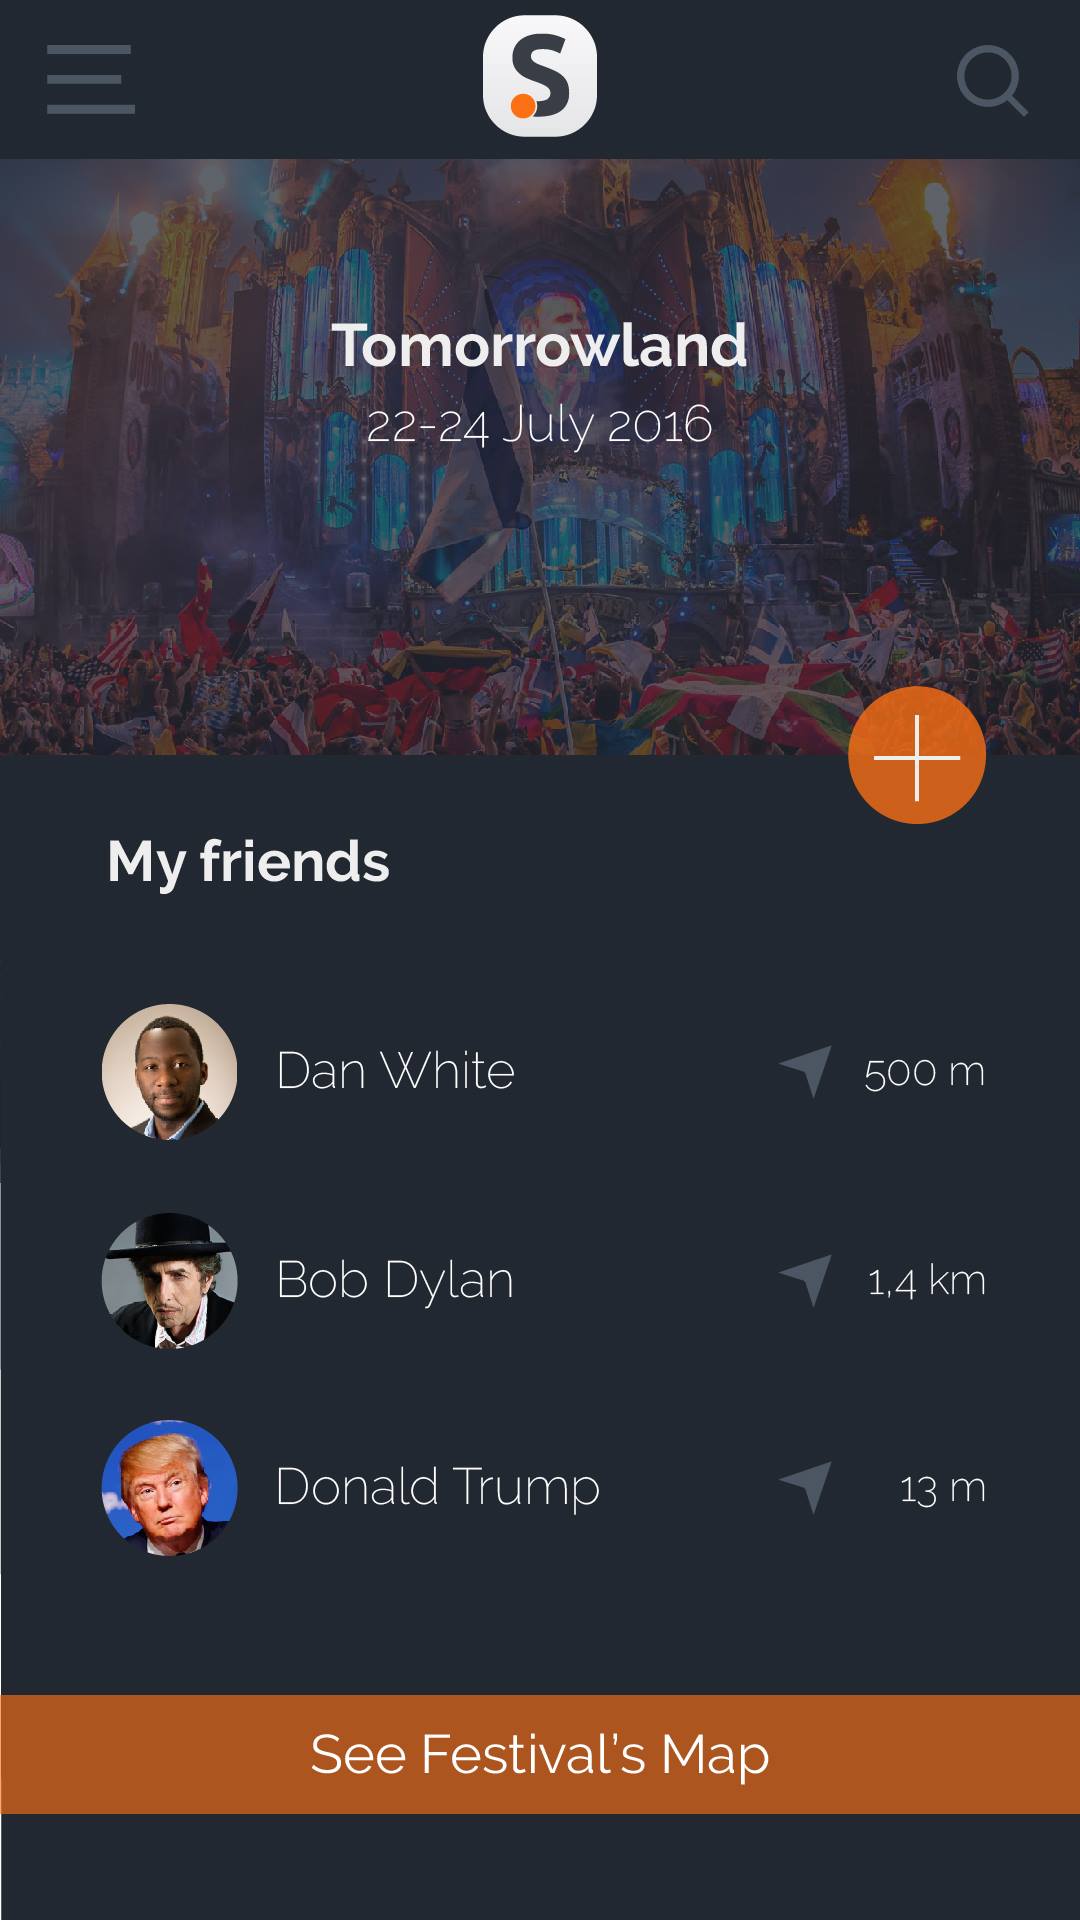 S
Tomorrowland
22-24 July 2016
My friends
Dan White 500 m
Bob Dylan 1,4 km
Donald Trump 13 m
See Festival's Map